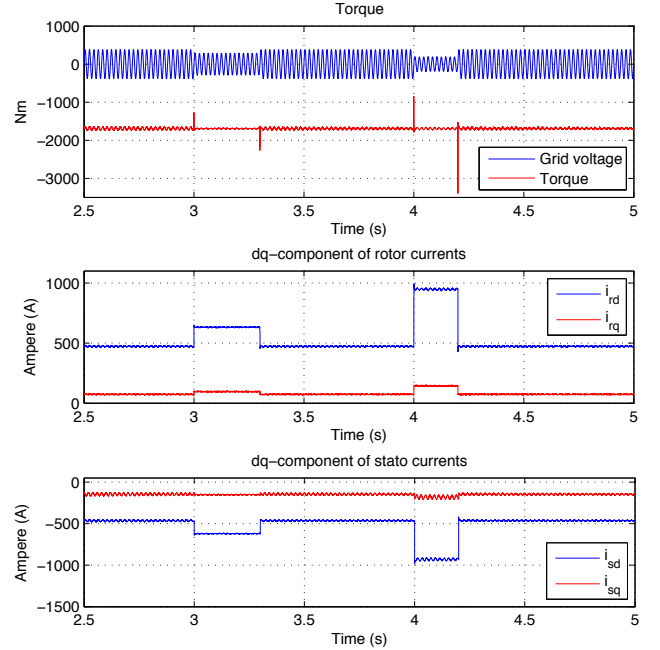 Torque
1000
0
−1000
−2000
−3000
Nm
Grid voltage
Torque
2.5 3 3.5 4 4.5 5
Time (s)
dq−component of rotor currents
1000
500
0
Ampere (A)
i_rd
i_rq
2.5 3 3.5 4 4.5 5
Time (s)
dq−component of stato currents
0
−500
−1000
−1500
Ampere (A)
i_sd
i_sq
2.5 3 3.5 4 4.5 5
Time (s)